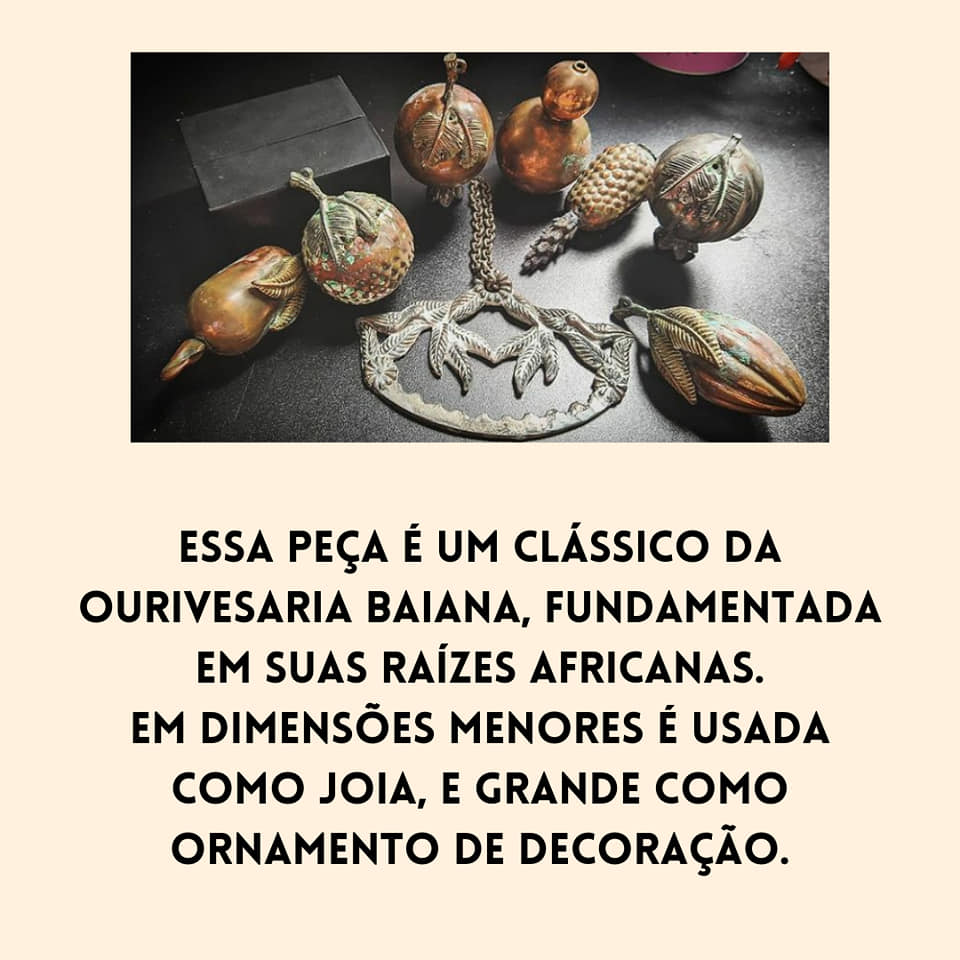 ESSA PEÇA É UM CLÁSSICO DA
OURIVESARIA BAIANA, FUNDAMENTADA
EM SUAS RAÍZES AFRICANAS.
EM DIMENSÕES MENORES É USADA
COMO JOIA, E GRANDE COMO
ORNAMENTO DE DECORAÇÃO.